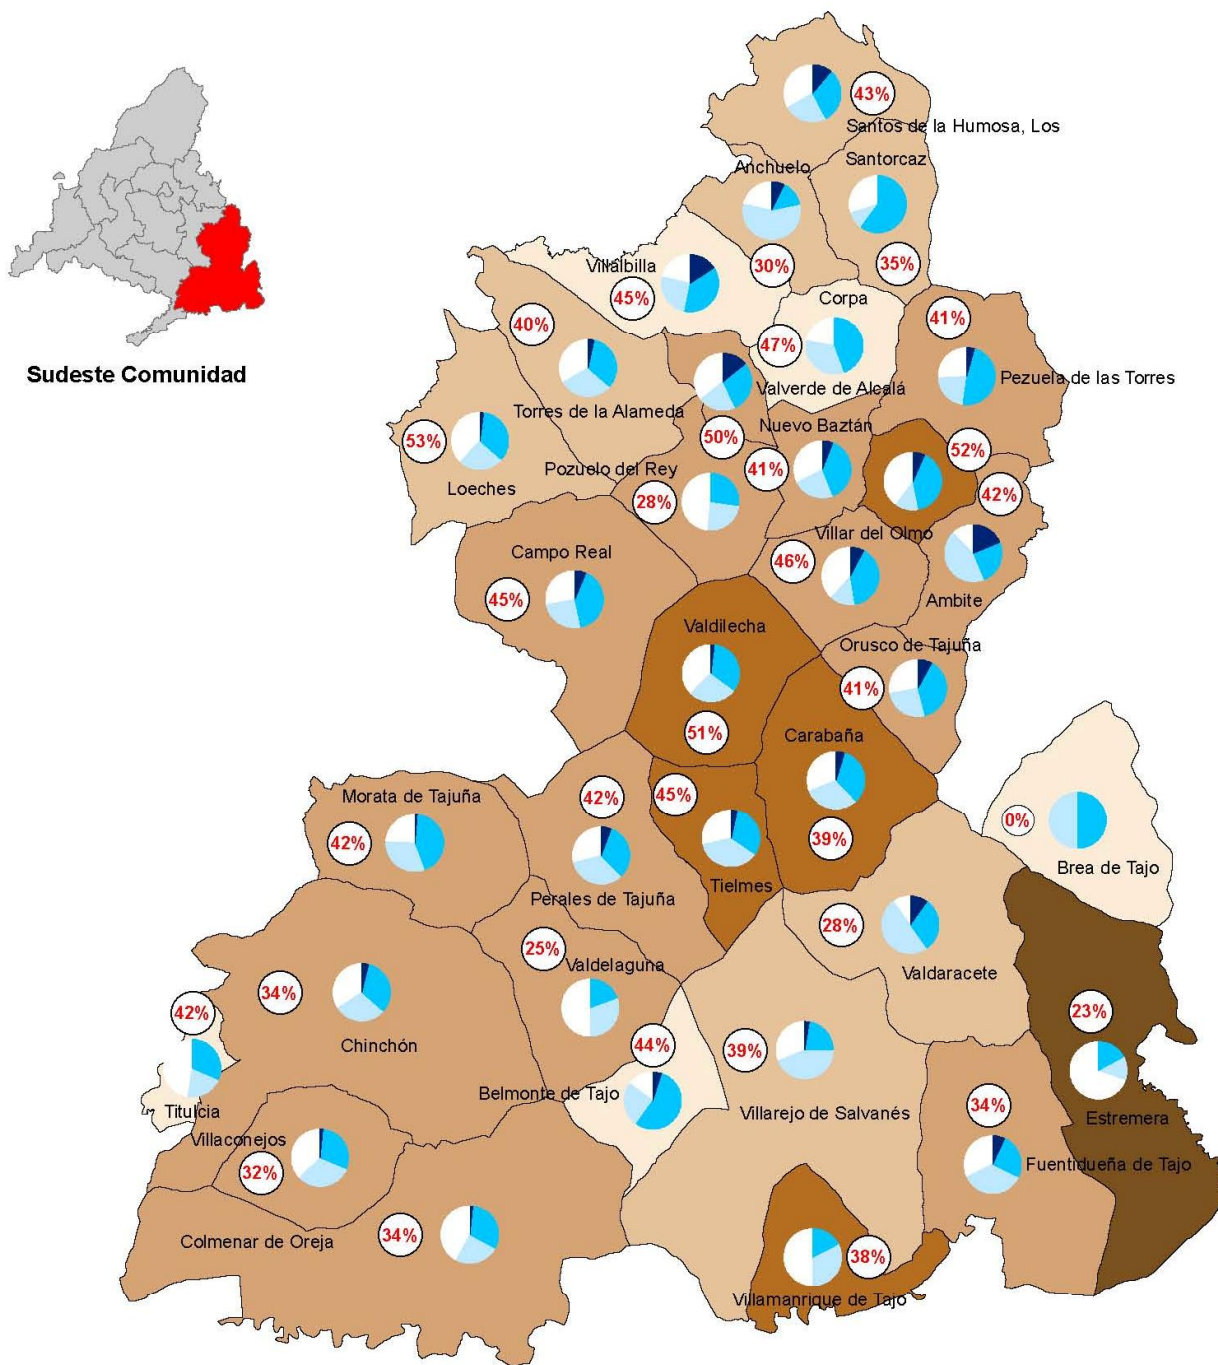 Sudeste Comunidad
43%
Santos de la Humosa, Los
Anchuelo
Santorcaz
30%
35%
Villalbilla
45%
Corpa
47%
41%
Pezuela de las Torres
40%
Torres de la Alameda
Valverde de Alcalá
50%
53%
Loeches
Nuevo Baztán
41%
52%
Pozuelo del Rey
28%
42%
Villar del Olmo
46%
Ambite
Campo Real
45%
Valdilecha
51%
Orusco de Tajuña
41%
Carabaña
39%
Morata de Tajuña
42%
42%
Perales de Tajuña
45%
Tielmes
0%
Brea de Tajo
28%
Valdaracete
25%
Valdelaguna
34%
Chinchón
42%
Titulcia
44%
Belmonte de Tajo
39%
Villarejo de Salvanés
23%
Estremera
34%
Fuentidueña de Tajo
Villaconejos
32%
Colmenar de Oreja
34%
38%
Villamanrique de Tajo